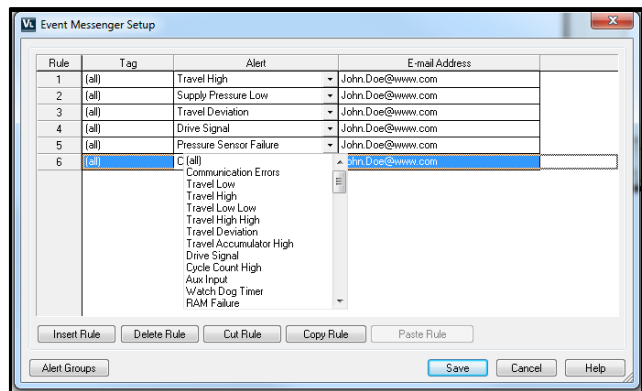 VL Event Messenger Setup
Rule Tag Alert E-mail Address
1 (all) Travel High John.Doe@www.com
2 (all) Supply Pressure Low John.Doe@www.com
3 (all) Travel Deviation John.Doe@www.com
4 (all) Drive Signal John.Doe@www.com
5 (all) Pressure Sensor Failure John.Doe@www.com
6 (all) C (all) ohn.Doe@www.com
Communication Errors
Travel Low
Travel High
Travel Low Low
Travel High High
Travel Deviation
Travel Accumulator High
Drive Signal
Cycle Count High
Aux Input
Watch Dog Timer
RAM Failure
Insert Rule Delete Rule Cut Rule Copy Rule Paste Rule
Alert Groups Save Cancel Help